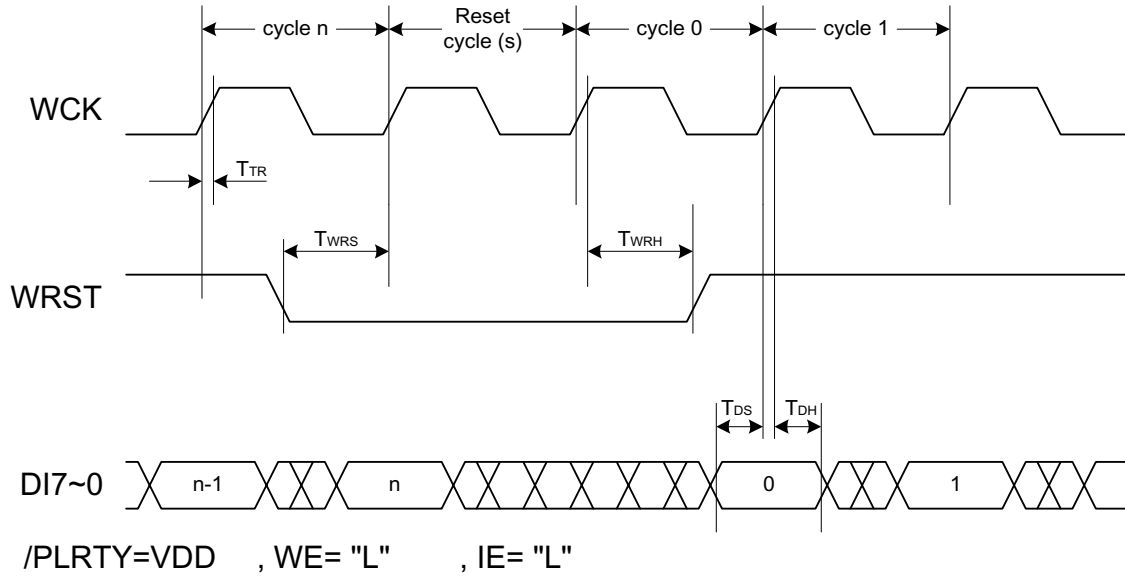 cycle n
Reset
cycle (s)
cycle 0
cycle 1
WCK
TTR
TWRS
TWRH
WRST
TDS
TDH
DI7~0
n-1
n
0
1
/PLRTY=VDD , WE= "L" , IE= "L"